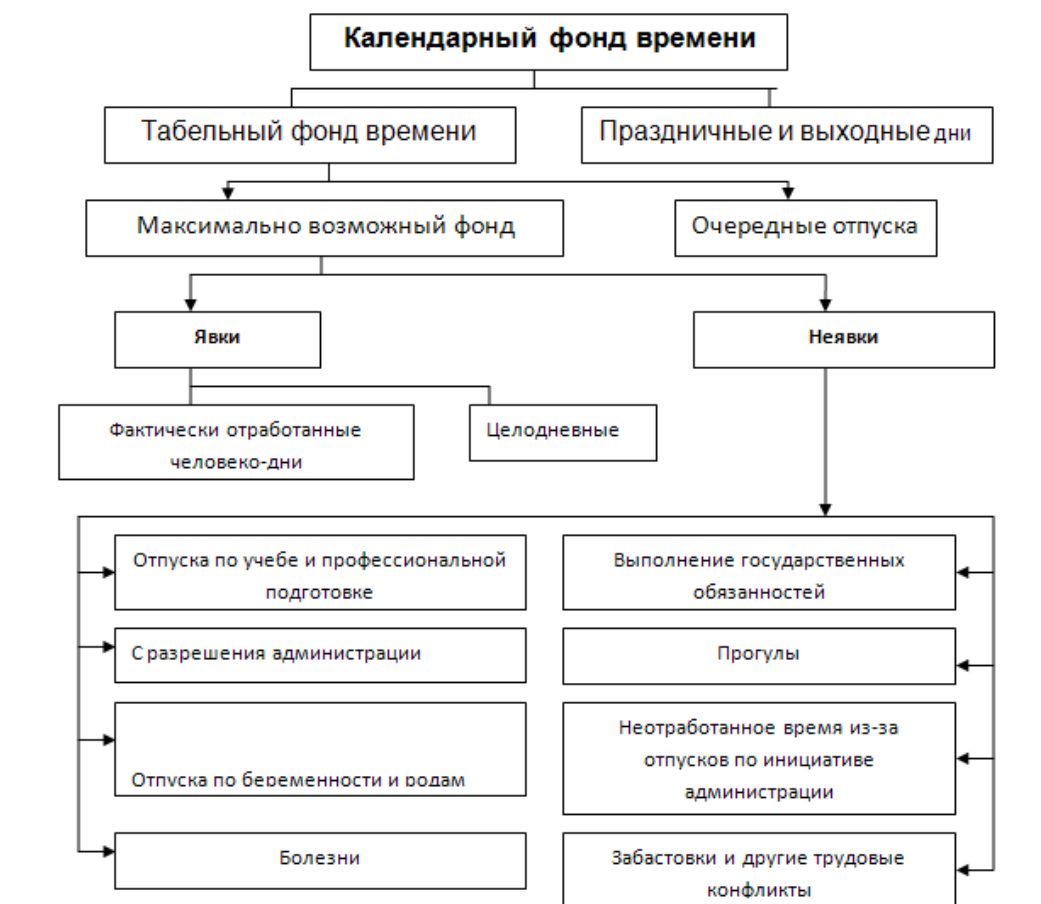 Календарный фонд времени
Табельный фонд времени
Праздничные и выходные дни
Максимально возможный фонд
Очередные отпуска
Явки
Неявки
Фактически отработанные
человеко-дни
Целодневные
Отпуска по учебе и профессиональной
подготовке
Выполнение государственных
обязанностей
С разрешения администрации
Прогулы
Отпуска по беременности и родам
Неотработанное время из-за
отпусков по инициативе
администрации
Болезни
Забастовки и другие трудовые
конфликты